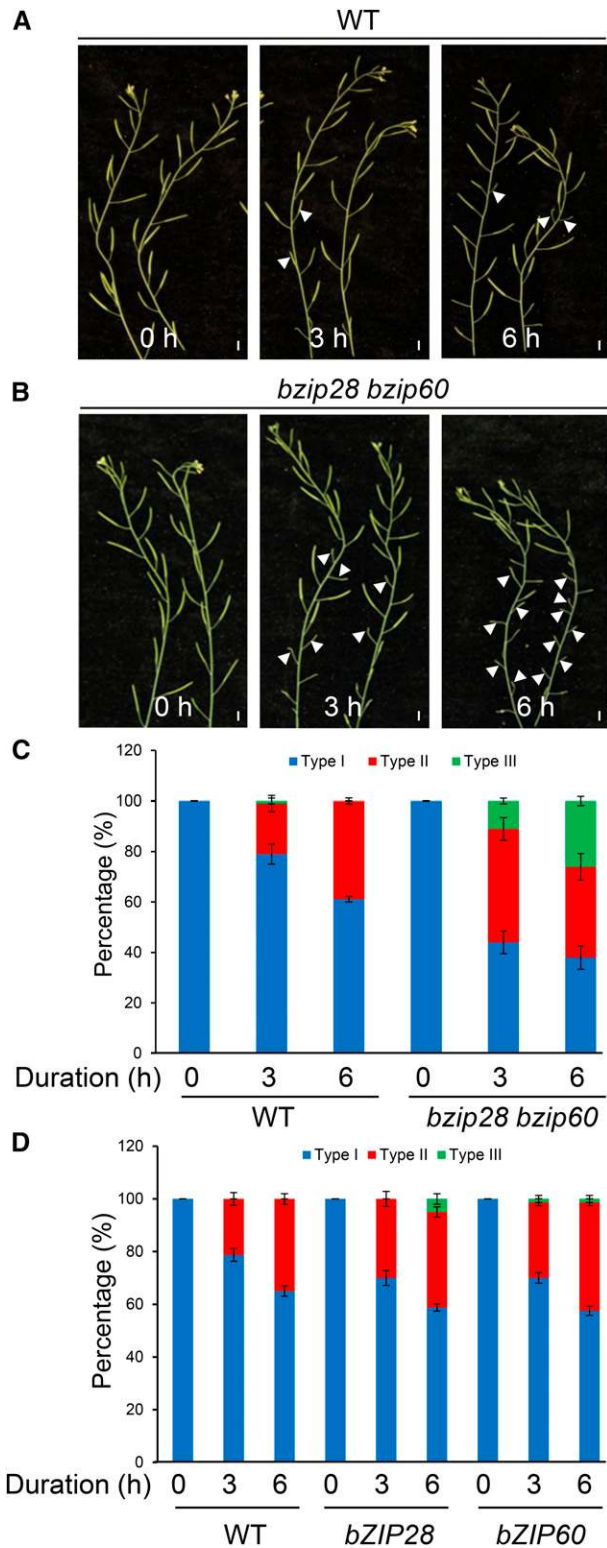 A
WT
0 h
3 h
6 h
B
bzip28 bzip60
0 h
3 h
6 h
C
120
Type I
Type II
Type III
100
80
60
40
20
0
Percentage (%)
Duration (h)
0 3 6 0 3 6
WT bzip28 bzip60
D
120
Type I
Type II
Type III
100
80
60
40
20
0
Percentage (%)
Duration (h)
0 3 6 0 3 6 0 3 6
WT bZIP28 bZIP60